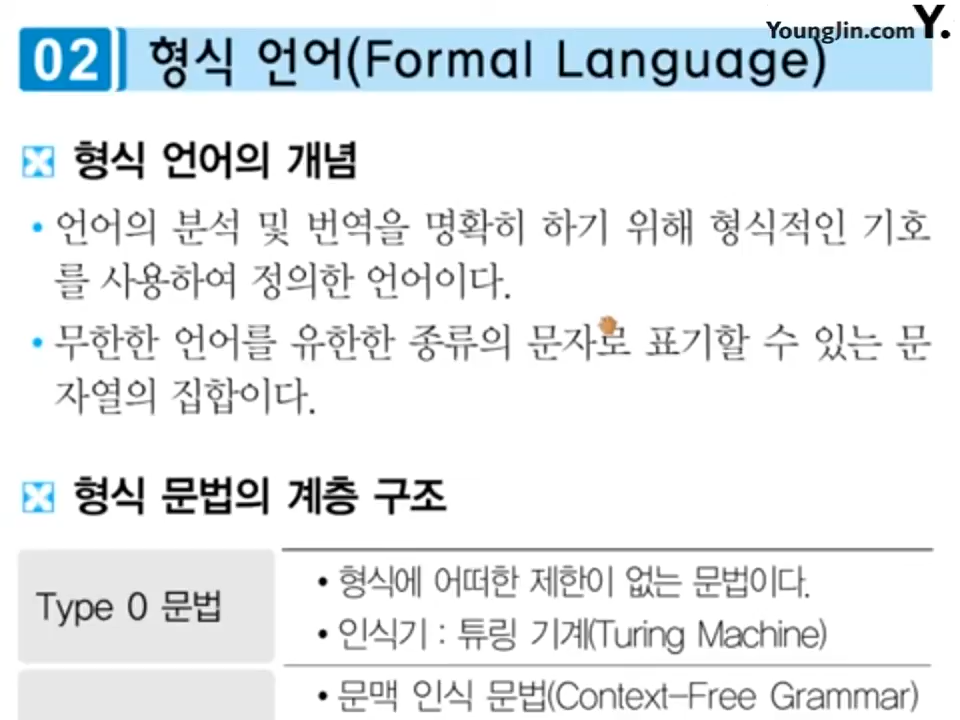 YoungJin.com Y.
02 형식 언어(Formal Language)
형식 언어의 개념
• 언어의 분석 및 번역을 명확히 하기 위해 형식적인 기호
를 사용하여 정의한 언어이다.
• 무한한 언어를 유한한 종류의 문자로 표기할 수 있는 문
자열의 집합이다.
형식 문법의 계층 구조
Type 0 문법
• 형식에 어떠한 제한이 없는 문법이다.
• 인식기 : 튜링 기계(Turing Machine)
• 문맥 인식 문법(Context-Free Grammar)